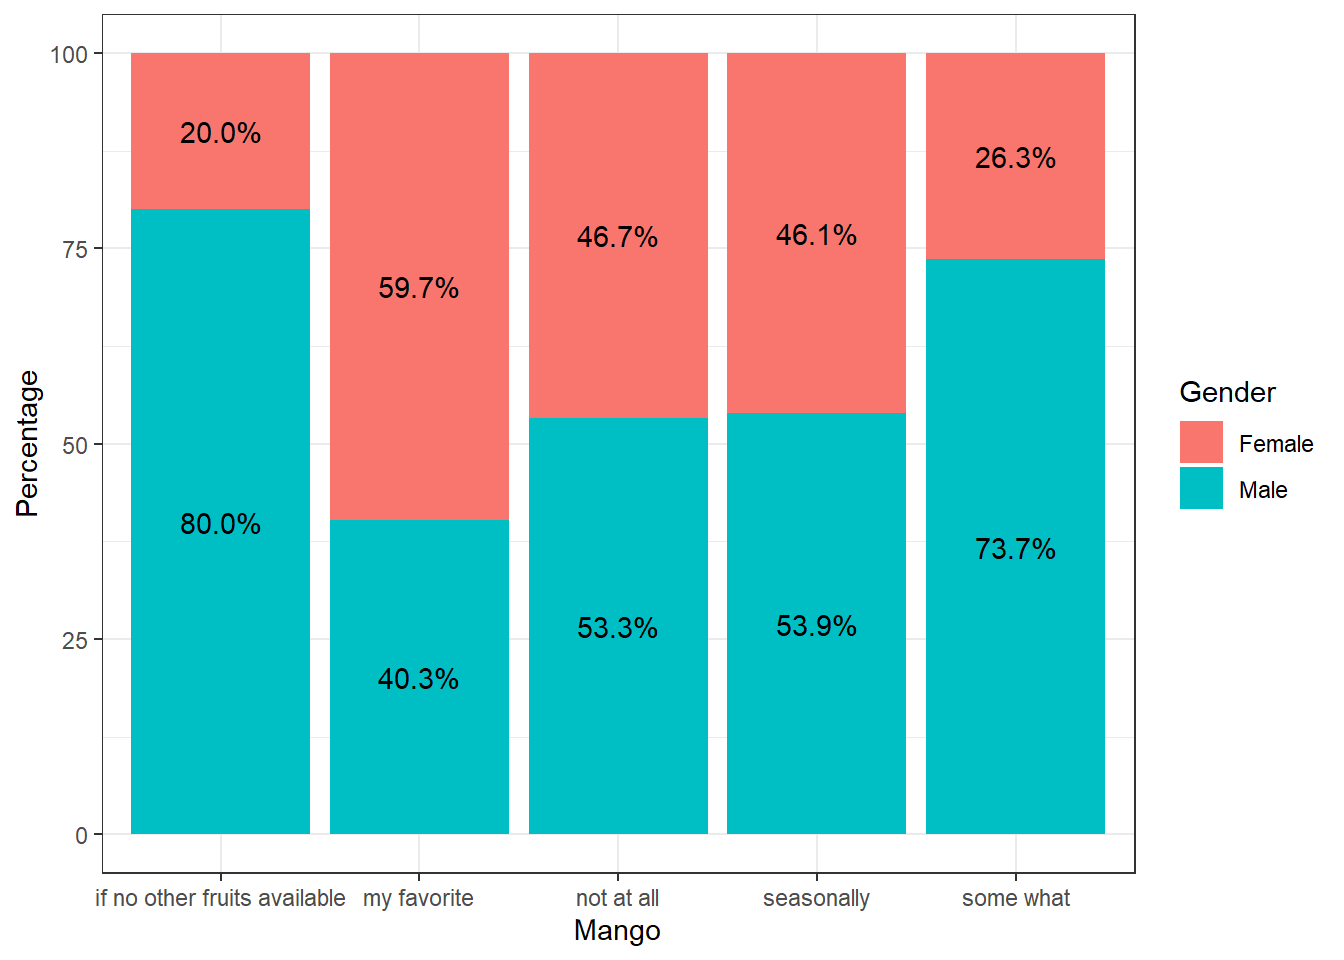 100
75
50
25
0
Percentage
20.0%
80.0%
59.7%
40.3%
46.7%
53.3%
46.1%
53.9%
26.3%
73.7%
if no other fruits available
my favorite
not at all
seasonally
some what
Mango
Gender
Female
Male